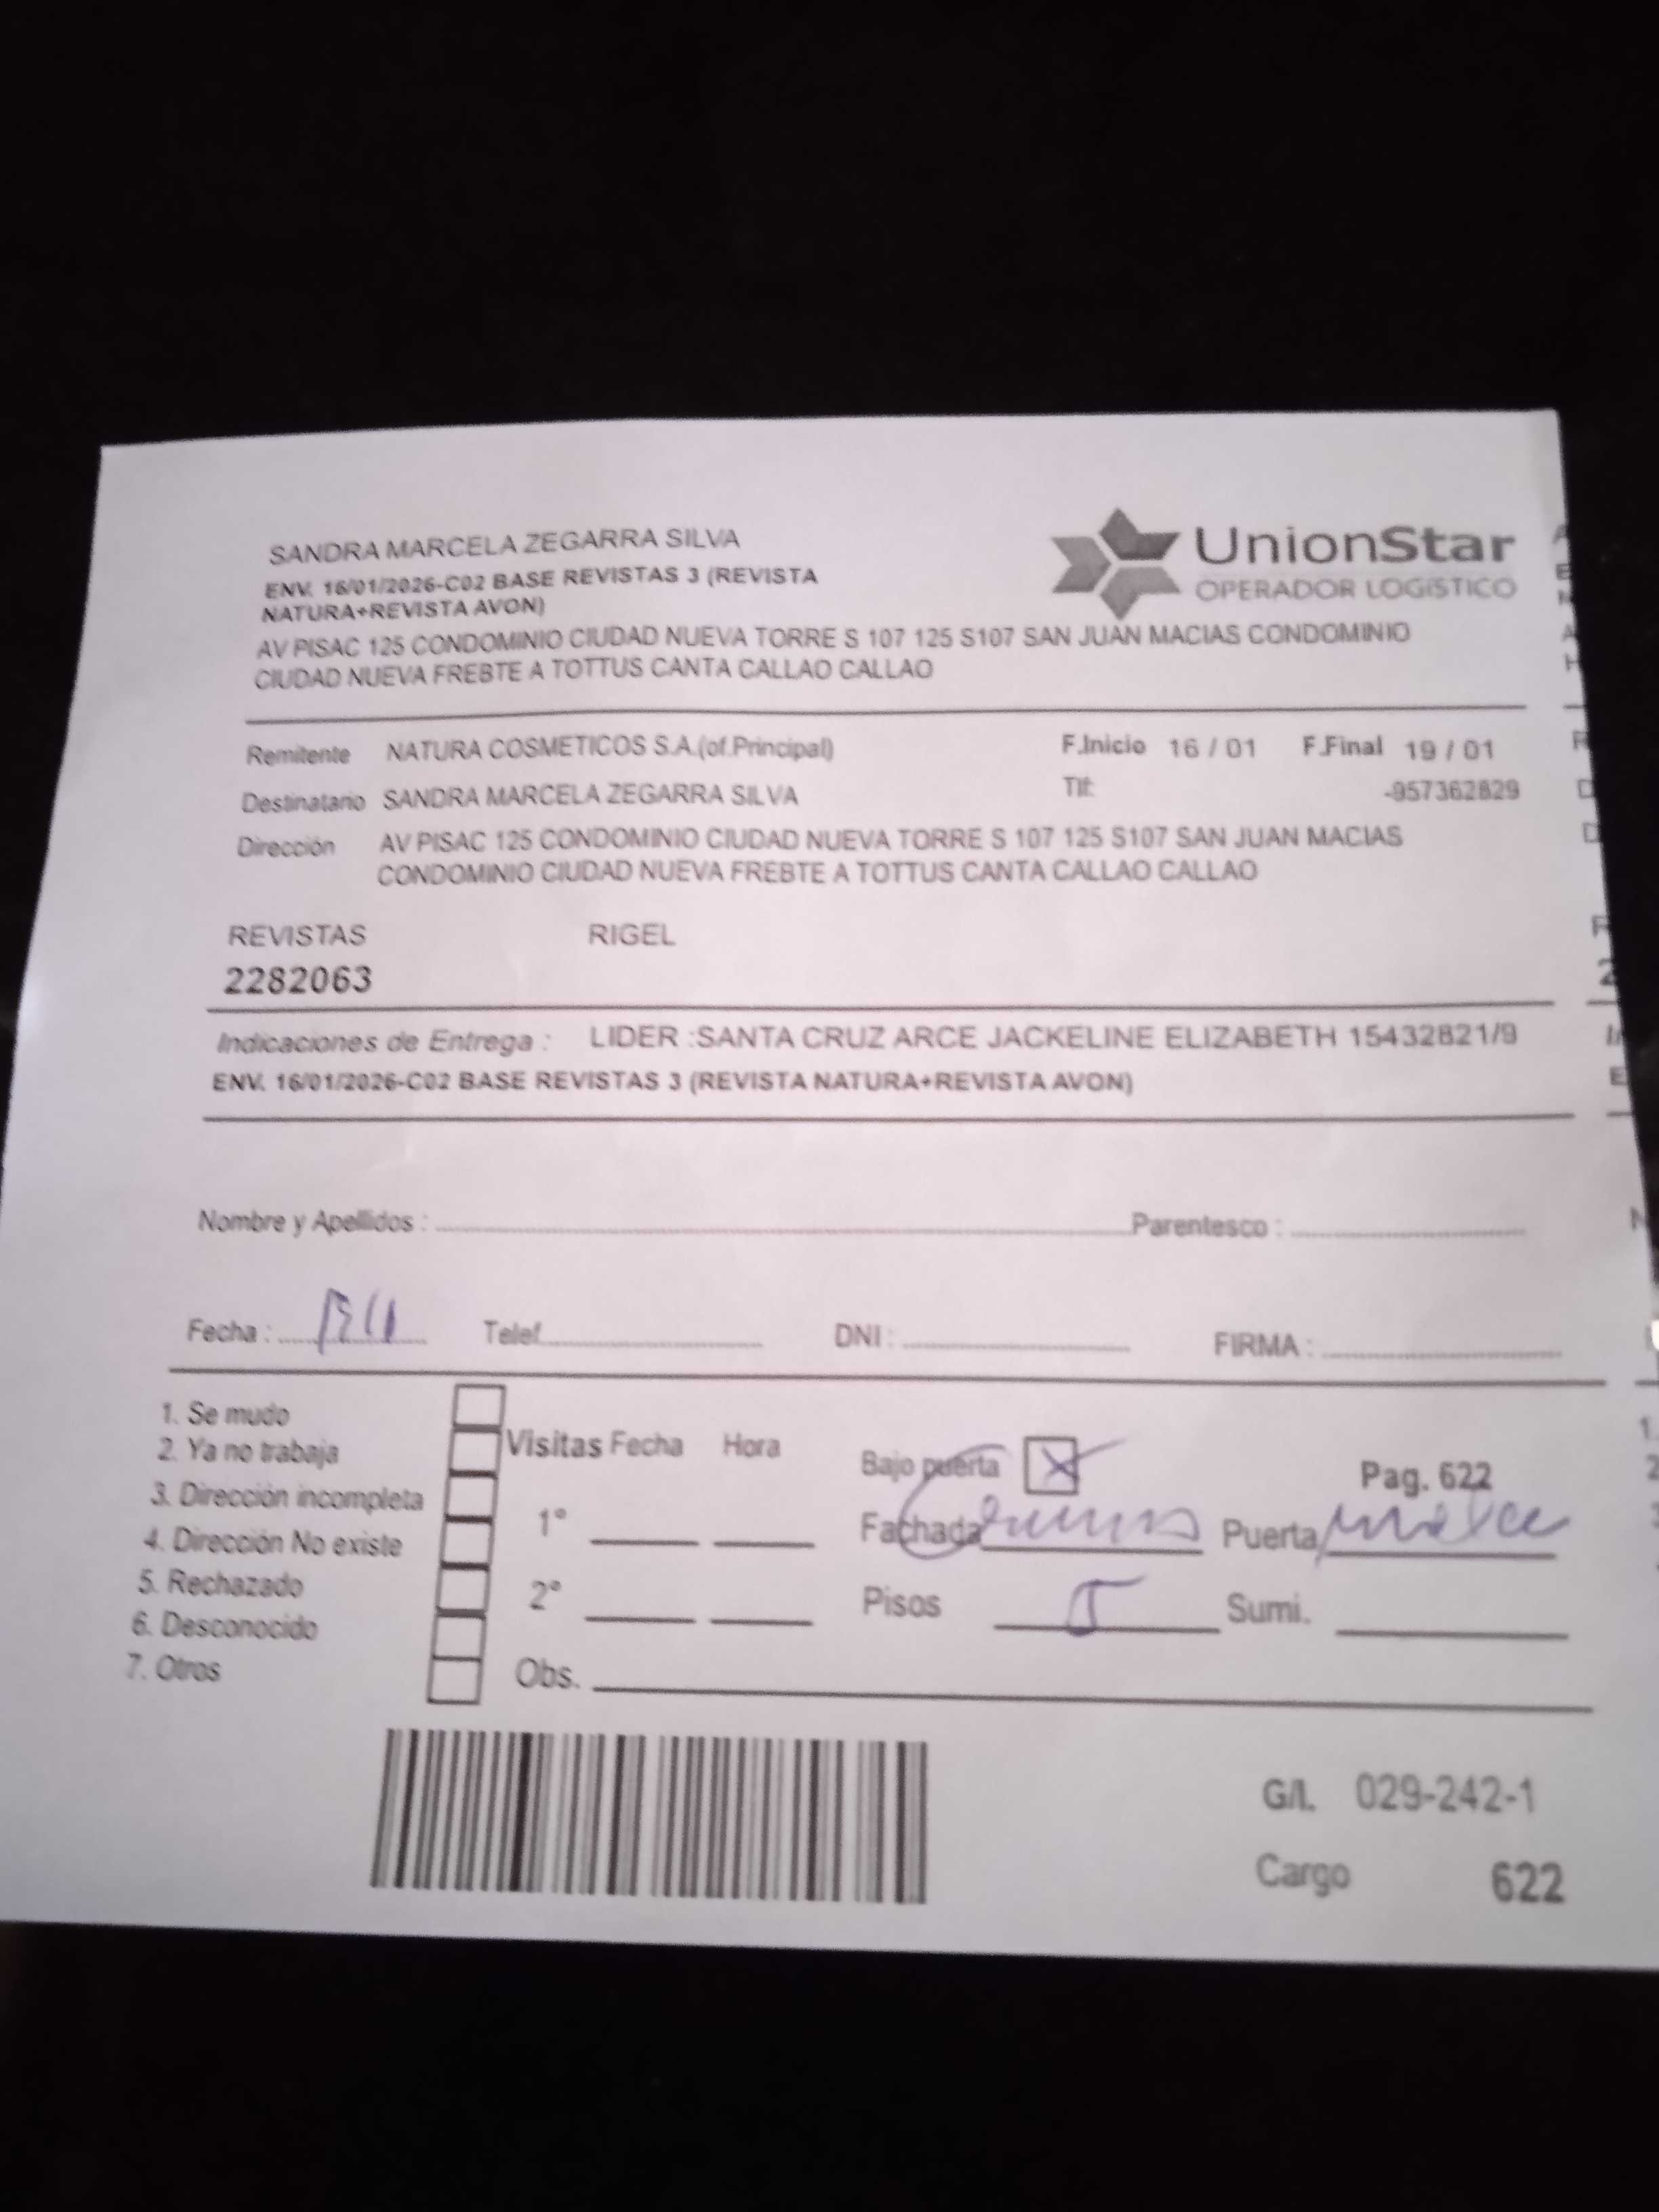 SANDRA MARCELA ZEGARRA SILVA
ENV. 16/01/2026-C02 BASE REVISTAS 3 (REVISTA
NATURA+REVISTA AVON)
AV PISAC 125 CONDOMINIO CIUDAD NUEVA TORRE S 107 125 S107 SAN JUAN MACIAS CONDOMINIO
CIUDAD NUEVA FREBTE A TOTTUS CANTA CALLAO CALLAO
UnionStar
OPERADOR LOGÍSTICO
Remitente NATURA COSMETICOS S.A.(of.Principal) F.Inicio 16 / 01 F.Final 19 / 01
Destinatario SANDRA MARCELA ZEGARRA SILVA Tlf: -957362829
Dirección AV PISAC 125 CONDOMINIO CIUDAD NUEVA TORRE S 107 125 S107 SAN JUAN MACIAS
CONDOMINIO CIUDAD NUEVA FREBTE A TOTTUS CANTA CALLAO CALLAO
REVISTAS RIGEL
2282063
Indicaciones de Entrega : LIDER :SANTA CRUZ ARCE JACKELINE ELIZABETH 15432821/9
ENV. 16/01/2026-C02 BASE REVISTAS 3 (REVISTA NATURA+REVISTA AVON)
Nombre y Apellidos : Parentesco :
Fecha : Telef. DNI : FIRMA :
1. Se mudo
2. Ya no trabaja
3. Dirección incompleta
4. Dirección No existe
5. Rechazado
6. Desconocido
7. Otros
Visitas Fecha Hora
1°
2°
Obs.
Bajo puerta X Pag. 622
Fachada Puerta
Pisos Sumi.
G/I. 029-242-1
Cargo 622